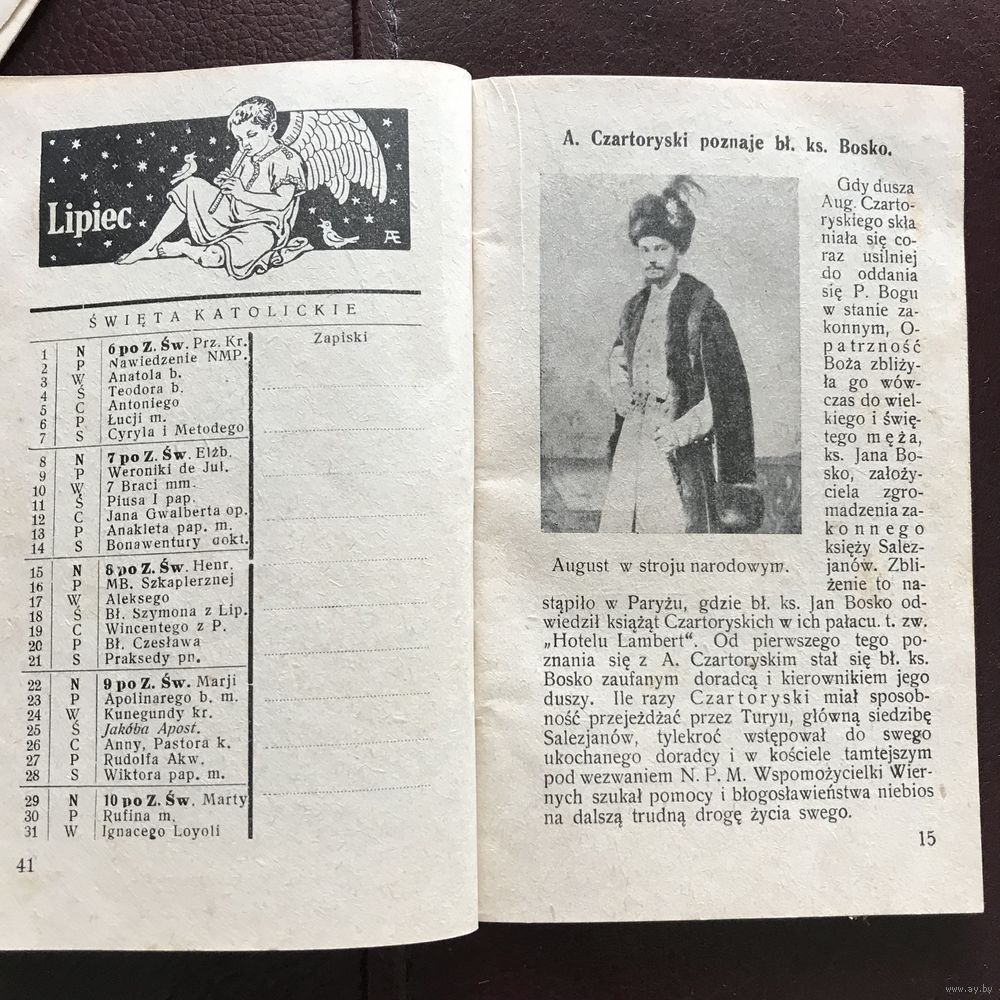 Lipiec
Æ
ŚWIĘTA KATOLICKIE
Zapiski
1 N 6 po Z. Św. Prz. Kr.
2 P Nawiedzenie NMP.
3 W Anatola b.
4 Ś Teodora b.
5 C Antoniego
6 P Łucji m.
7 S Cyryla i Metodego
8 N 7 po Z. Św. Elżb.
9 P Weroniki de Jul.
10 W 7 Braci mm.
11 Ś Piusa I pap.
12 C Jana Gwalberta op.
13 P Anakleta pap. m.
14 S Bonawentury dokt.
15 N 8 po Z. Św. Henr.
16 P MB. Szkaplerznej
17 W Aleksego
18 Ś Bł. Szymona z Lip.
19 C Wincentego z P.
20 P Bł. Czesława
21 S Praksedy pn.
22 N 9 po Z. Św. Marji
23 P Apolinarego b. m.
24 W Kunegundy kr.
25 Ś Jakóba Apost.
26 C Anny, Pastora k.
27 P Rudolfa Akw.
28 S Wiktora pap. m.
29 N 10 po Z. Św. Marty
30 P Rufina m.
31 W Ignacego Loyoli
41
A. Czartoryski poznaje bł. ks. Bosko.
Gdy dusza
Aug. Czarto-
ryskiego skła
niała się co-
raz usilniej
do oddania
się P. Bogu
w stanie za-
konnym, O-
patrzność
Boża zbliży-
ła go wów-
czas do wiel-
kiego i świę-
tego męża,
ks. Jana Bo-
sko, założy-
ciela zgro-
madzenia za-
konnego
księży Salez-
janów. Zbli-
żenie to na-
August w stroju narodowym.
stąpiło w Paryżu, gdzie bł. ks. Jan Bosko od-
wiedził książąt Czartoryskich w ich pałacu. t. zw.
„Hotelu Lambert“. Od pierwszego tego po-
znania się z A. Czartoryskim stał się bł. ks.
Bosko zaufanym doradcą i kierownikiem jego
duszy. Ile razy Czartoryski miał sposob-
ność przejeżdżać przez Turyn, główną siedzibę
Salezjanów, tylekroć wstępował do swego
ukochanego doradcy i w kościele tamtejszym
pod wezwaniem N. P. M. Wspomożycielki Wier-
nych szukał pomocy i błogosławieństwa niebios
na dalszą trudną drogę życia swego.
15
www.ay.by